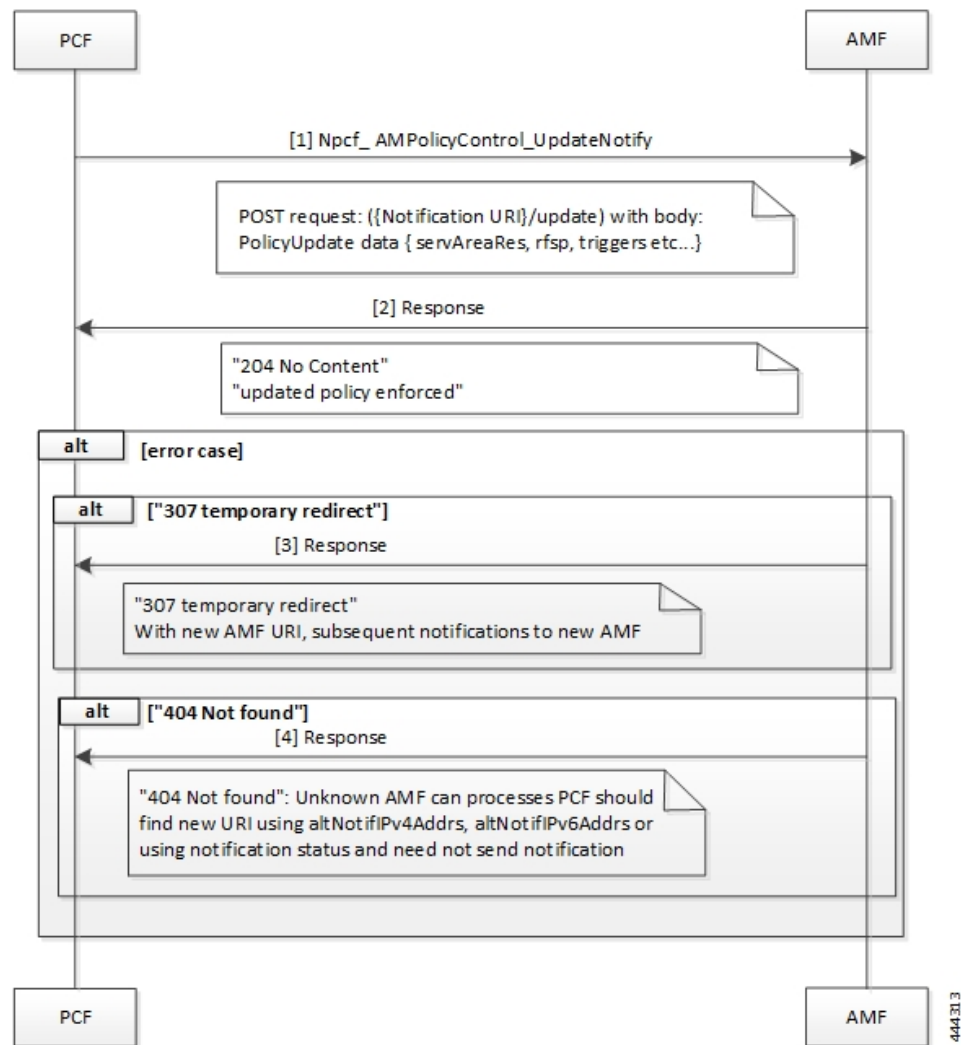 PCF
AMF
[1] Npcf_ AMPolicyControl_UpdateNotify
POST request: ({Notification URI}/update) with body:
PolicyUpdate data { servAreaRes, rfsp, triggers etc...}
[2] Response
"204 No Content"
"updated policy enforced"
alt
[error case]
alt
["307 temporary redirect"]
[3] Response
"307 temporary redirect"
With new AMF URI, subsequent notifications to new AMF
alt
["404 Not found"]
[4] Response
"404 Not found": Unknown AMF can processes PCF should
find new URI using altNotifIPv4Addrs, altNotifIPv6Addrs or
using notification status and need not send notification
PCF
AMF
444313